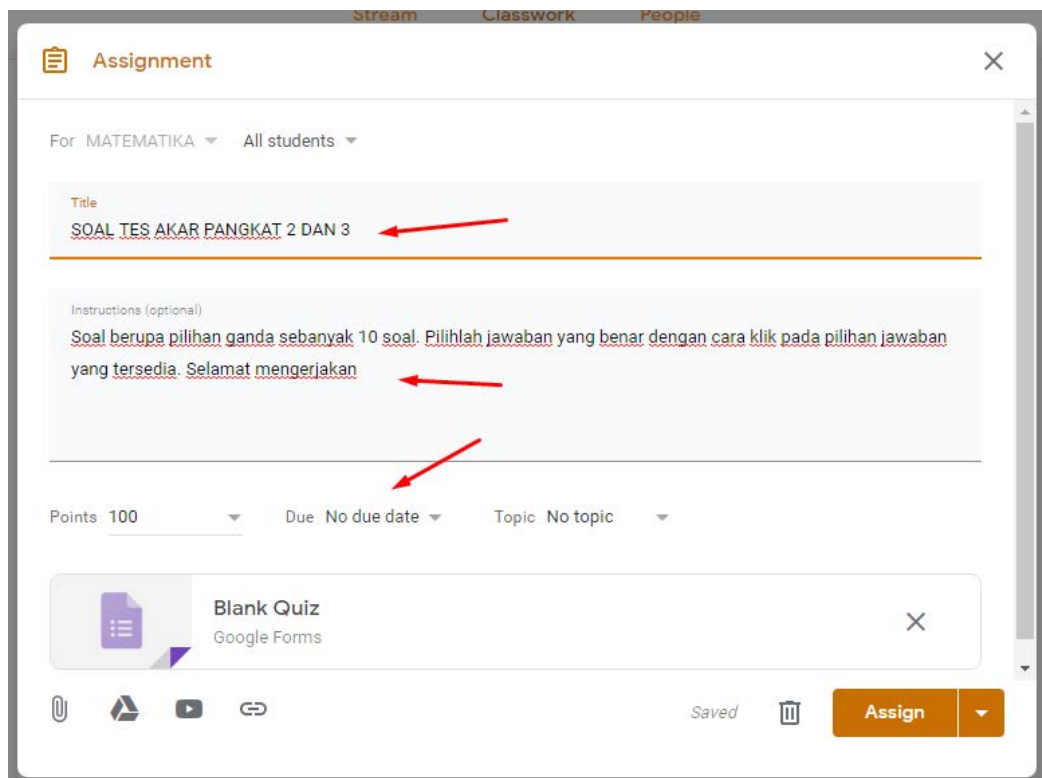 Stream Classwork People
Assignment
For MATEMATIKA All students
Title
SOAL TES AKAR PANGKAT 2 DAN 3
Instructions (optional)
Soal berupa pilihan ganda sebanyak 10 soal. Pilihlah jawaban yang benar dengan cara klik pada pilihan jawaban
yang tersedia. Selamat mengerjakan
Points 100 Due No due date Topic No topic
Blank Quiz
Google Forms
Saved Assign